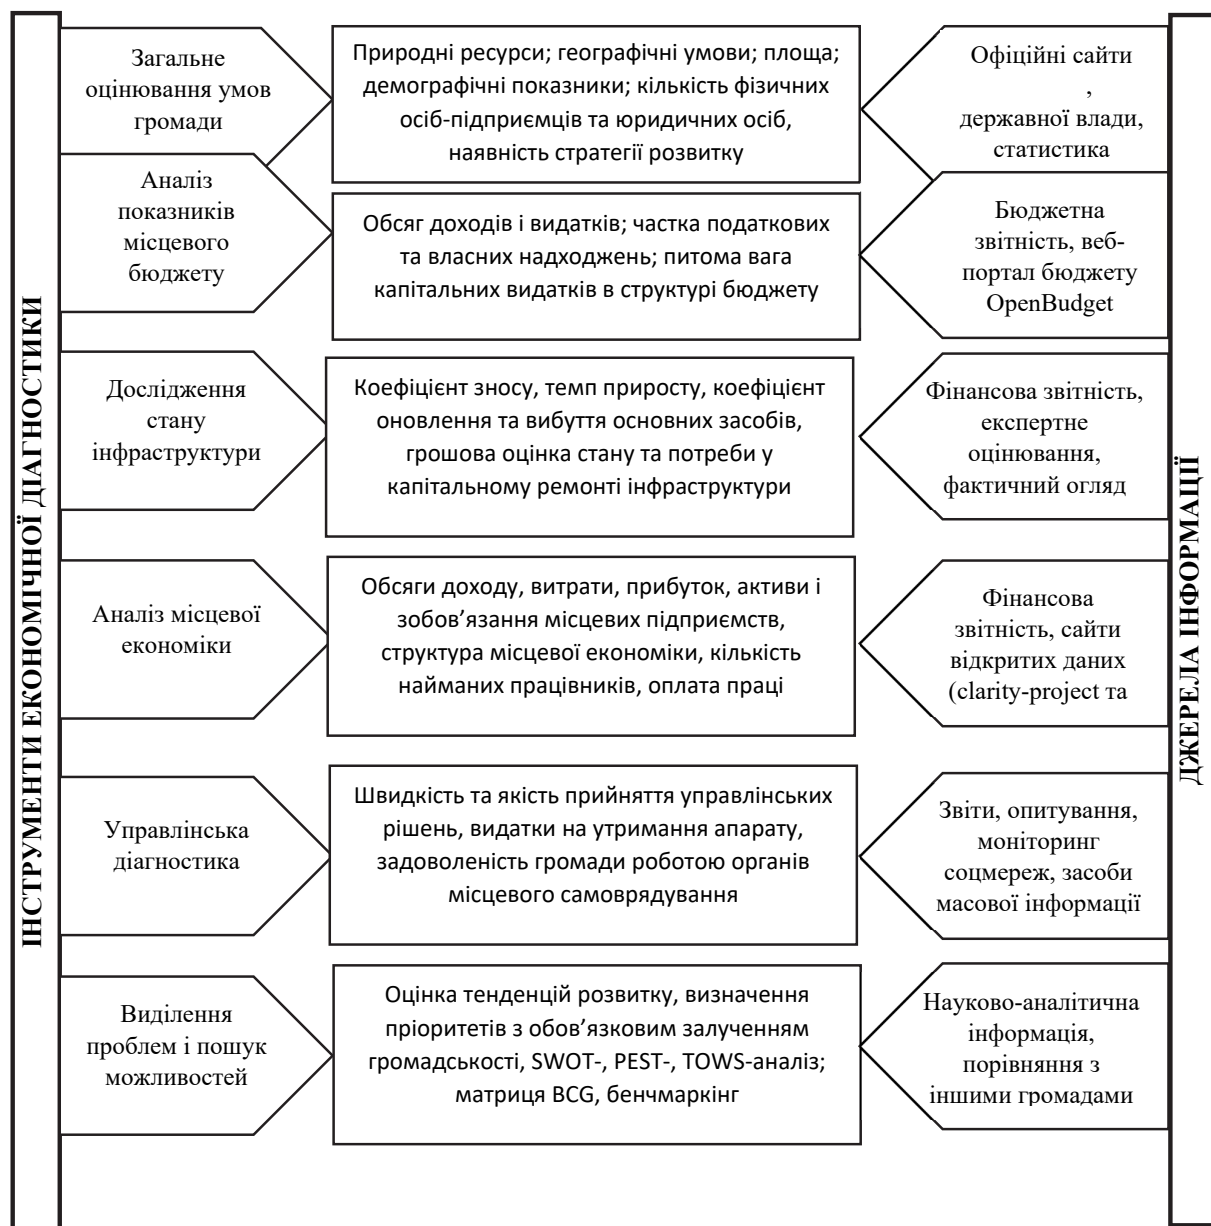 ІНСТРУМЕНТИ ЕКОНОМІЧНОЇ ДІАГНОСТИКИ
Загальне
оцінювання умов
громади
Природні ресурси; географічні умови; площа;
демографічні показники; кількість фізичних
осіб-підприємців та юридичних осіб,
наявність стратегії розвитку
Офіційні сайти
,
державної влади,
статистика
Аналіз
показників
місцевого
бюджету
Обсяг доходів і видатків; частка податкових
та власних надходжень; питома вага
капітальних видатків в структурі бюджету
Бюджетна
звітність, веб-
портал бюджету
OpenBudget
Дослідження
стану
інфраструктури
Коефіцієнт зносу, темп приросту, коефіцієнт
оновлення та вибуття основних засобів,
грошова оцінка стану та потреби у
капітальному ремонті інфраструктури
Фінансова звітність,
експертне
оцінювання,
фактичний огляд
Аналіз місцевої
економіки
Обсяги доходу, витрати, прибуток, активи і
зобов’язання місцевих підприємств,
структура місцевої економіки, кількість
найманих працівників, оплата праці
Фінансова
звітність, сайти
відкритих даних
(clarity-project та
Управлінська
діагностика
Швидкість та якість прийняття управлінських
рішень, видатки на утримання апарату,
задоволеність громади роботою органів
місцевого самоврядування
Звіти, опитування,
моніторинг
соцмереж, засоби
масової інформації
Виділення
проблем і пошук
можливостей
Оцінка тенденцій розвитку, визначення
пріоритетів з обов’язковим залученням
громадськості, SWOT-, PEST-, TOWS-аналіз;
матриця BCG, бенчмаркінг
Науково-аналітична
інформація,
порівняння з
іншими громадами
ДЖЕРЕЛА ІНФОРМАЦІЇ